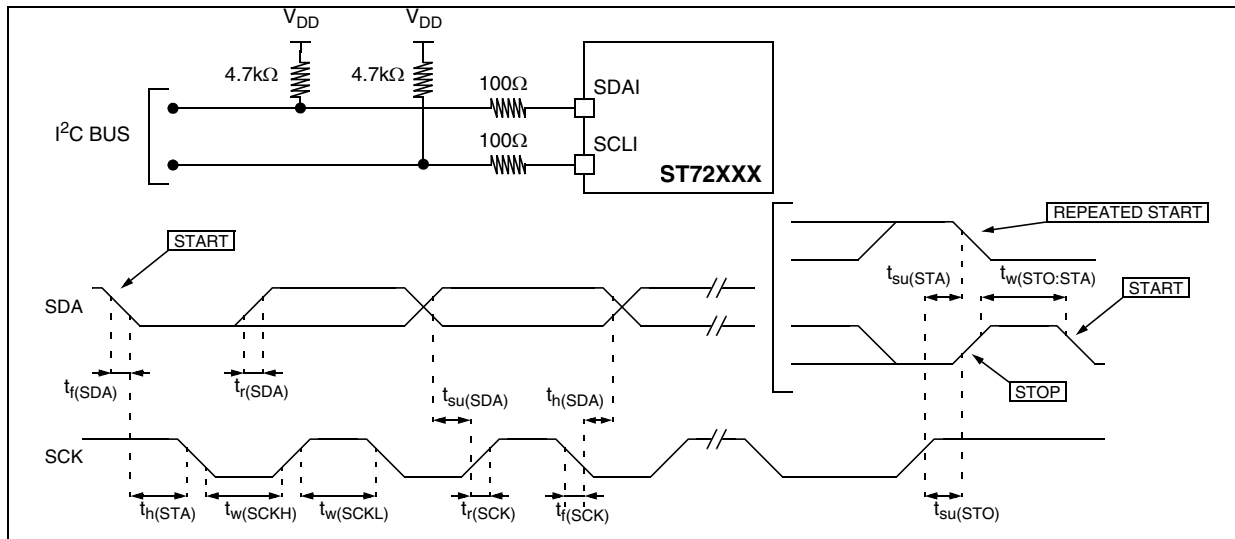 VDD VDD
4.7kΩ 4.7kΩ
100Ω
SDAI
I2C BUS
100Ω
SCLI
ST72XXX
REPEATED START
START
tsu(STA) tw(STO:STA)
START
SDA
tf(SDA) tr(SDA)
tsu(SDA) th(SDA)
STOP
SCK
th(STA) tw(SCKH) tw(SCKL) tr(SCK) tf(SCK) tsu(STO)